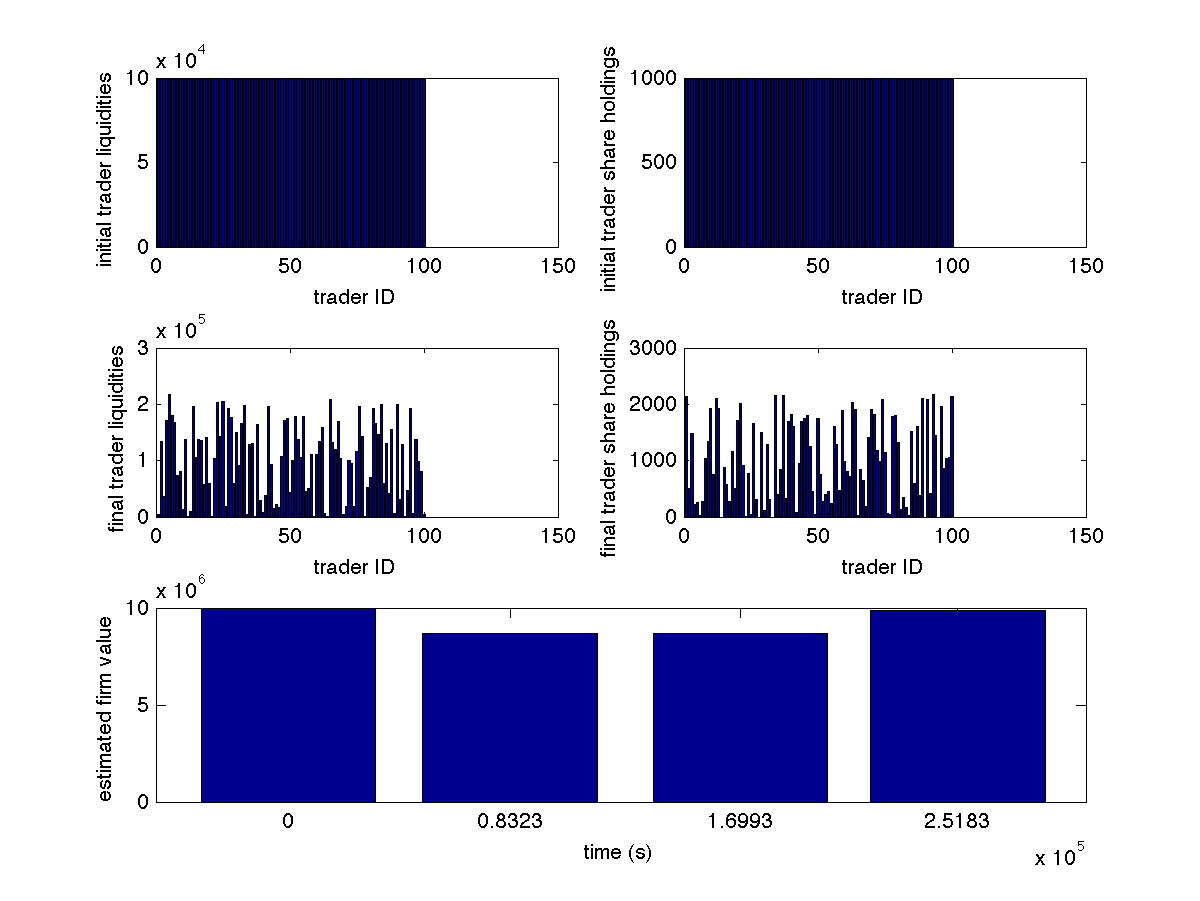 x 10^4
10
5
0
initial trader liquidities
0 50 100 150
trader ID
1000
500
0
initial trader share holdings
0 50 100 150
trader ID
x 10^5
3
2
1
0
final trader liquidities
0 50 100 150
trader ID
3000
2000
1000
0
final trader share holdings
0 50 100 150
trader ID
x 10^6
10
5
0
estimated firm value
0 0.8323 1.6993 2.5183
time (s)
x 10^5